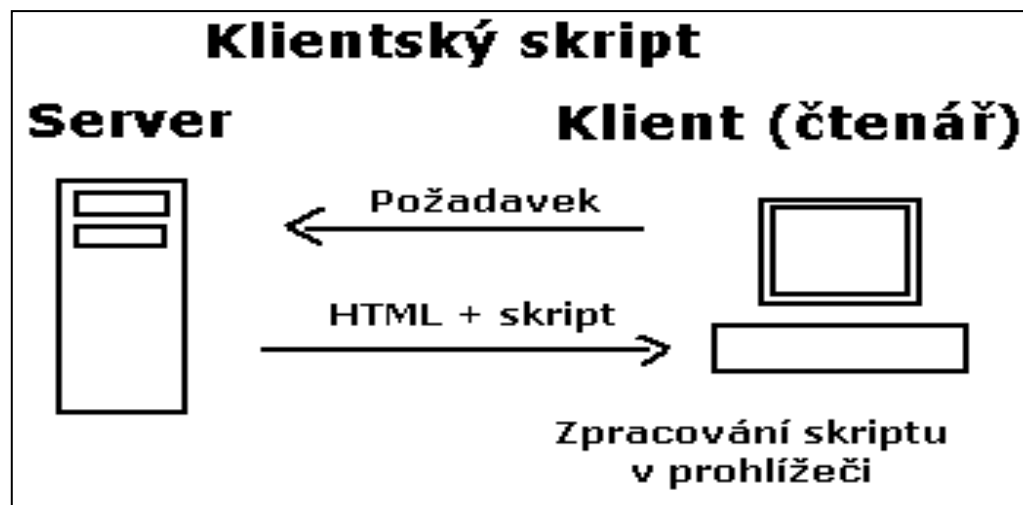 Klientský skript
Server
Klient (čtenář)
Požadavek
HTML + skript
Zpracování skriptu
v prohlížeči